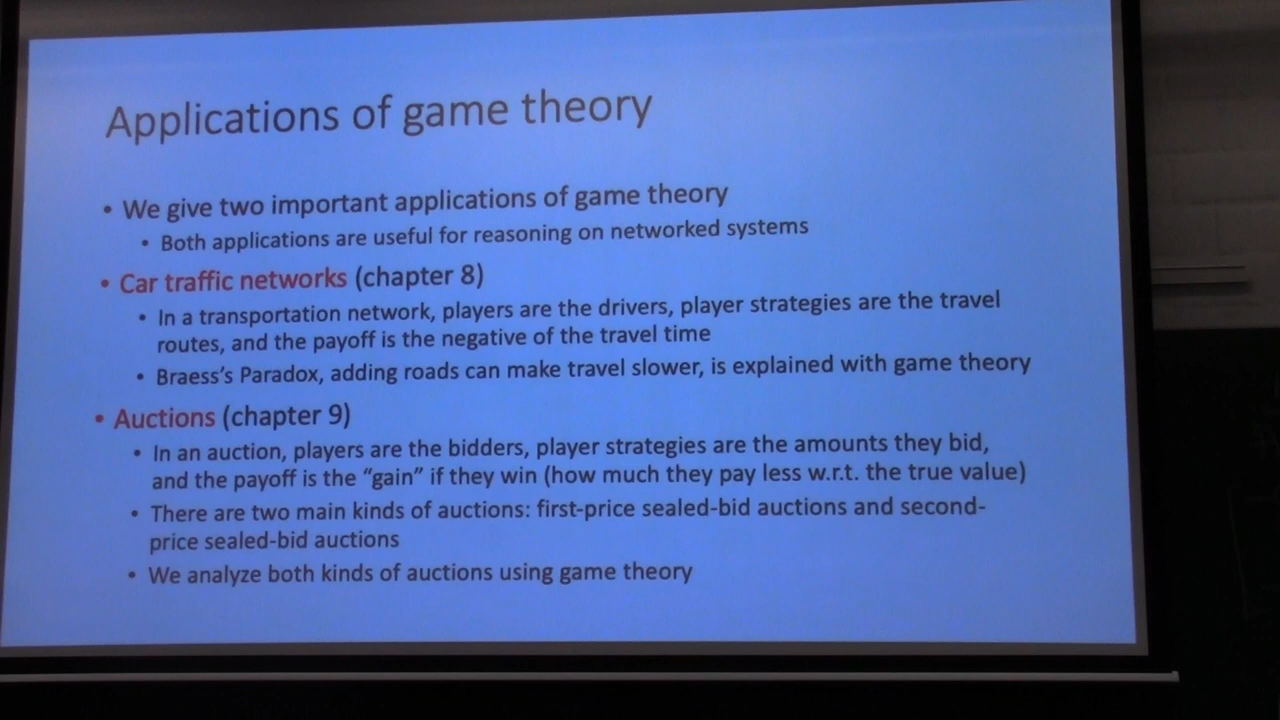 Applications of game theory
• We give two important applications of game theory
• Both applications are useful for reasoning on networked systems
• Car traffic networks (chapter 8)
• In a transportation network, players are the drivers, player strategies are the travel
routes, and the payoff is the negative of the travel time
• Braess's Paradox, adding roads can make travel slower, is explained with game theory
• Auctions (chapter 9)
• In an auction, players are the bidders, player strategies are the amounts they bid,
and the payoff is the “gain” if they win (how much they pay less w.r.t. the true value)
• There are two main kinds of auctions: first-price sealed-bid auctions and second-
price sealed-bid auctions
• We analyze both kinds of auctions using game theory